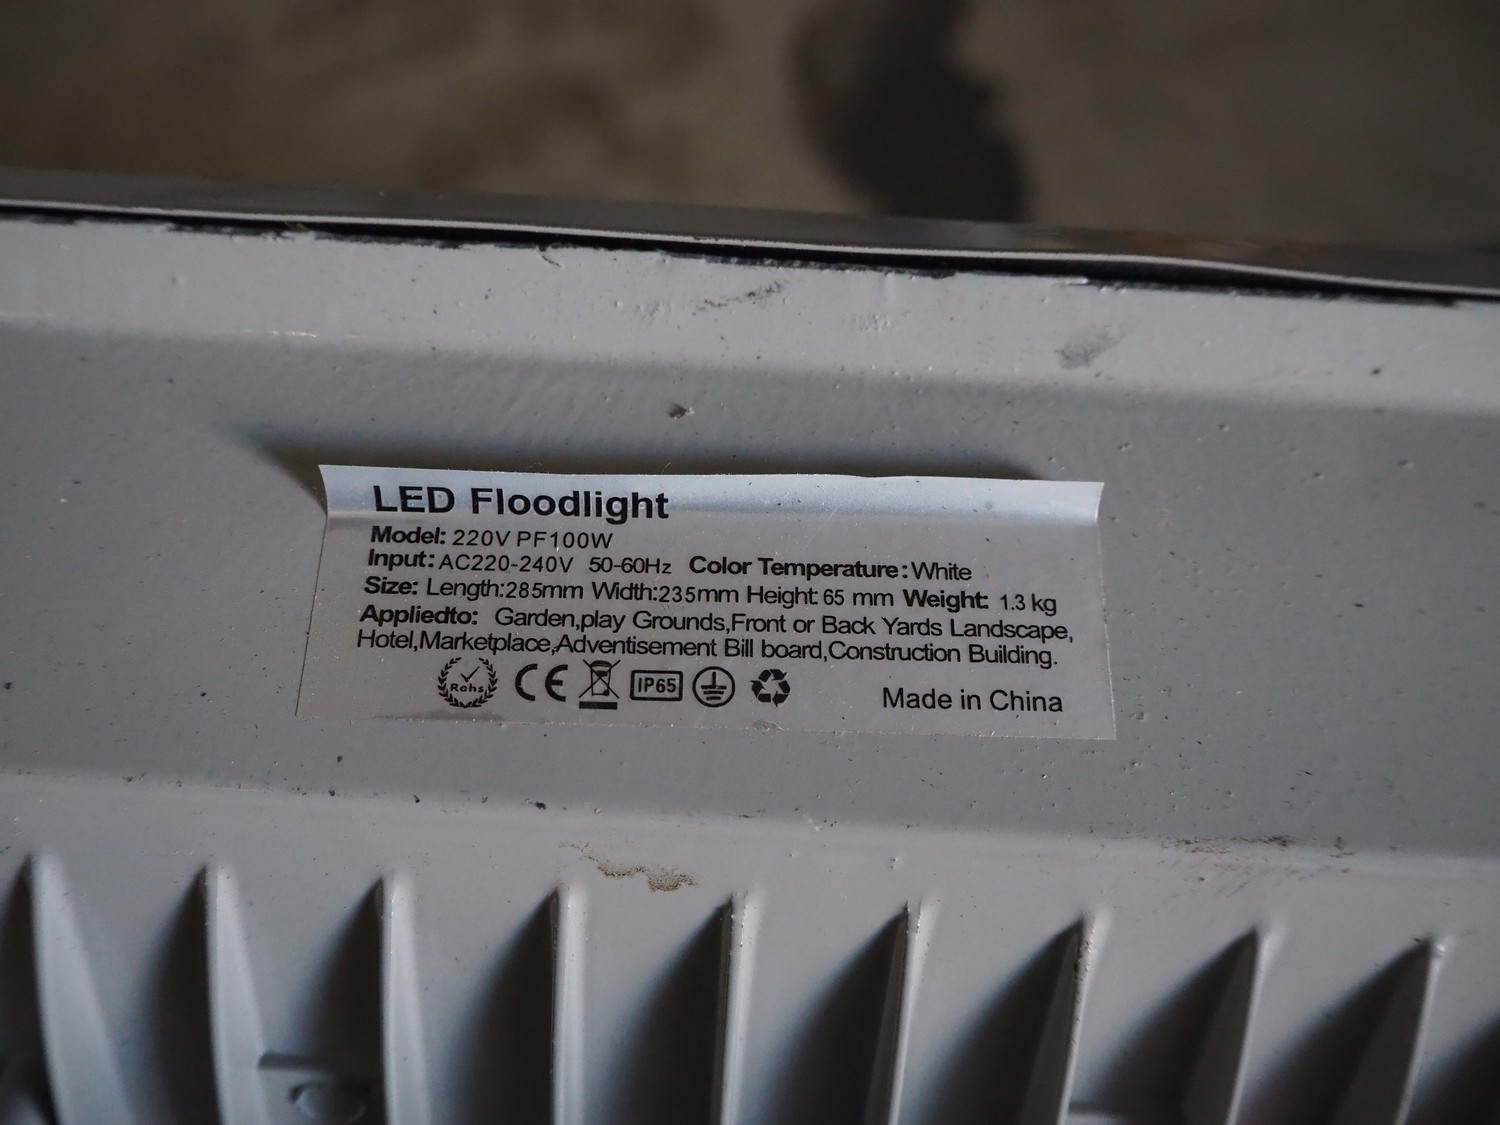 LED Floodlight
Model: 220V PF100W
Input: AC220-240V 50-60Hz Color Temperature: White
Size: Length:285mm Width:235mm Height: 65 mm Weight: 1.3 kg
Appliedto: Garden,play Grounds,Front or Back Yards Landscape,
Hotel,Marketplace,Adventisement Bill board,Construction Building.
Rohs CE IP65 Made in China